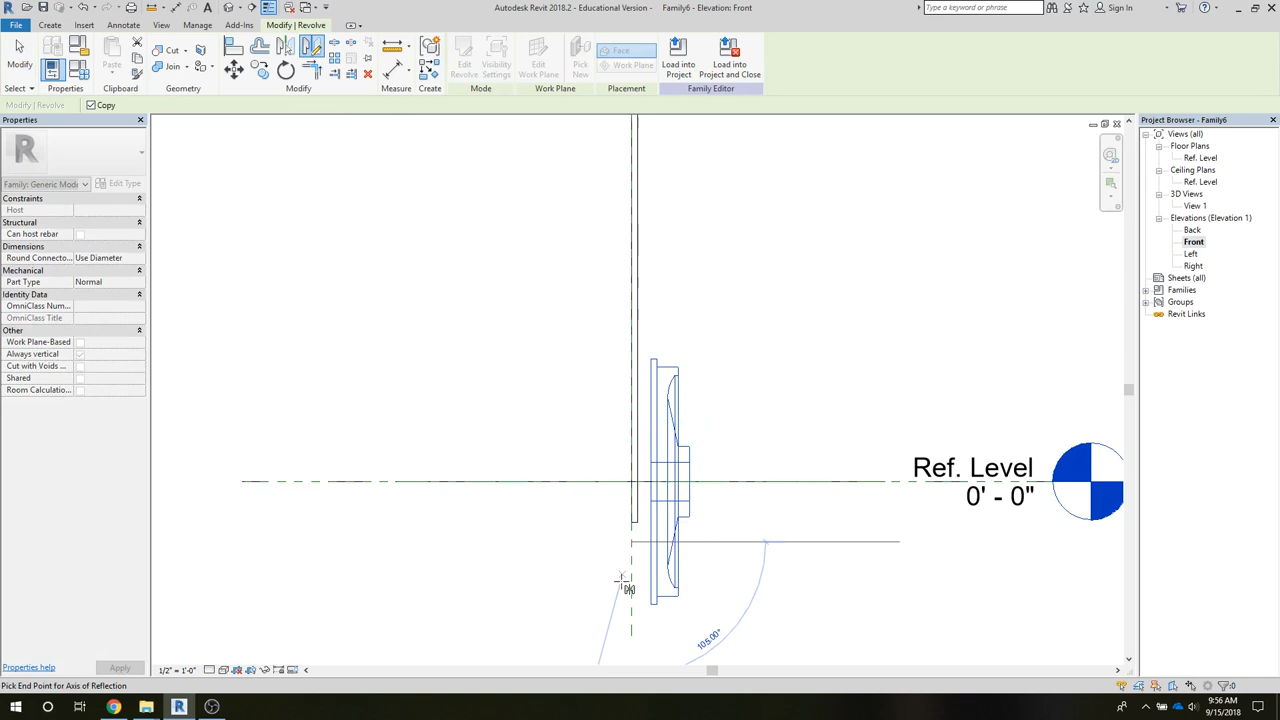 Autodesk Revit 2018.2 - Educational Version - Family6 - Elevation: Front
Type a keyword or phrase
Sign In
File
Create
Insert
Annotate
View
Manage
Add-Ins
Modify | Revolve
Modify
Paste
Cut
Join
Edit Revolve
Visibility Settings
Edit Work Plane
Pick New
Face
Work Plane
Load into Project
Load into Project and Close
Select
Properties
Clipboard
Geometry
Modify
Measure
Create
Mode
Work Plane
Placement
Family Editor
Modify | Revolve
Copy
Properties
R
Family: Generic Mode
Edit Type
Constraints
Host
Structural
Can host rebar
Dimensions
Round Connecto... Use Diameter
Mechanical
Part Type Normal
Identity Data
OmniClass Num...
OmniClass Title
Other
Work Plane-Based
Always vertical
Cut with Voids ...
Shared
Room Calculatio...
Properties help
Apply
Ref. Level
0' - 0"
105.00°
Project Browser - Family6
Views (all)
Floor Plans
Ref. Level
Ceiling Plans
Ref. Level
3D Views
View 1
Elevations (Elevation 1)
Back
Front
Left
Right
Sheets (all)
Families
Groups
Revit Links
1/2" = 1'-0"
Pick End Point for Axis of Reflection
:0
9:56 AM
9/15/2018